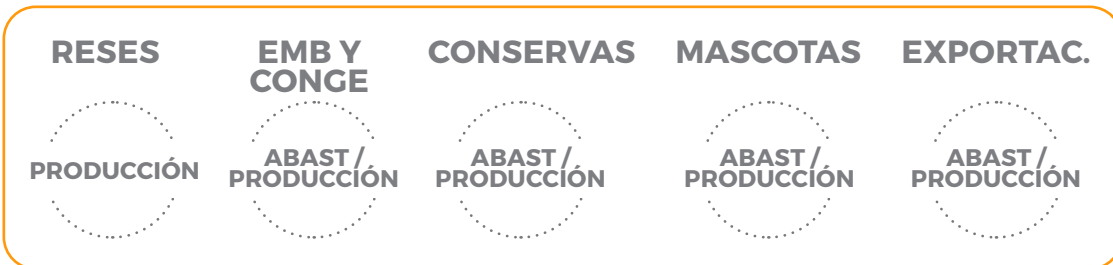 RESES
EMB Y
CONGE
CONSERVAS
MASCOTAS
EXPORTAC.
PRODUCCIÓN
ABAST /
PRODUCCIÓN
ABAST /
PRODUCCIÓN
ABAST /
PRODUCCIÓN
ABAST /
PRODUCCIÓN